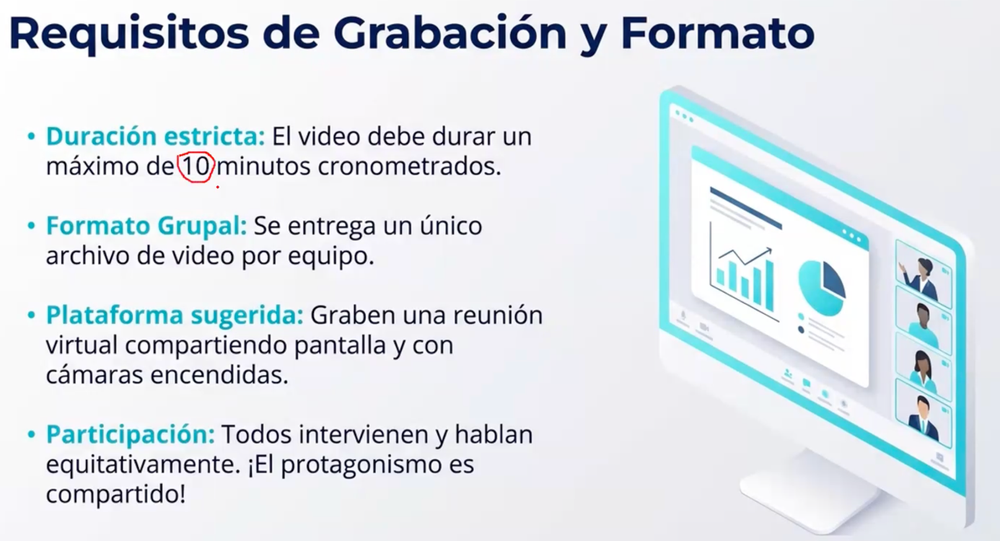 Requisitos de Grabación y Formato
• Duración estricta: El video debe durar un
máximo de 10 minutos cronometrados.
• Formato Grupal: Se entrega un único
archivo de video por equipo.
• Plataforma sugerida: Graben una reunión
virtual compartiendo pantalla y con
cámaras encendidas.
• Participación: Todos intervienen y hablan
equitativamente. ¡El protagonismo es
compartido!